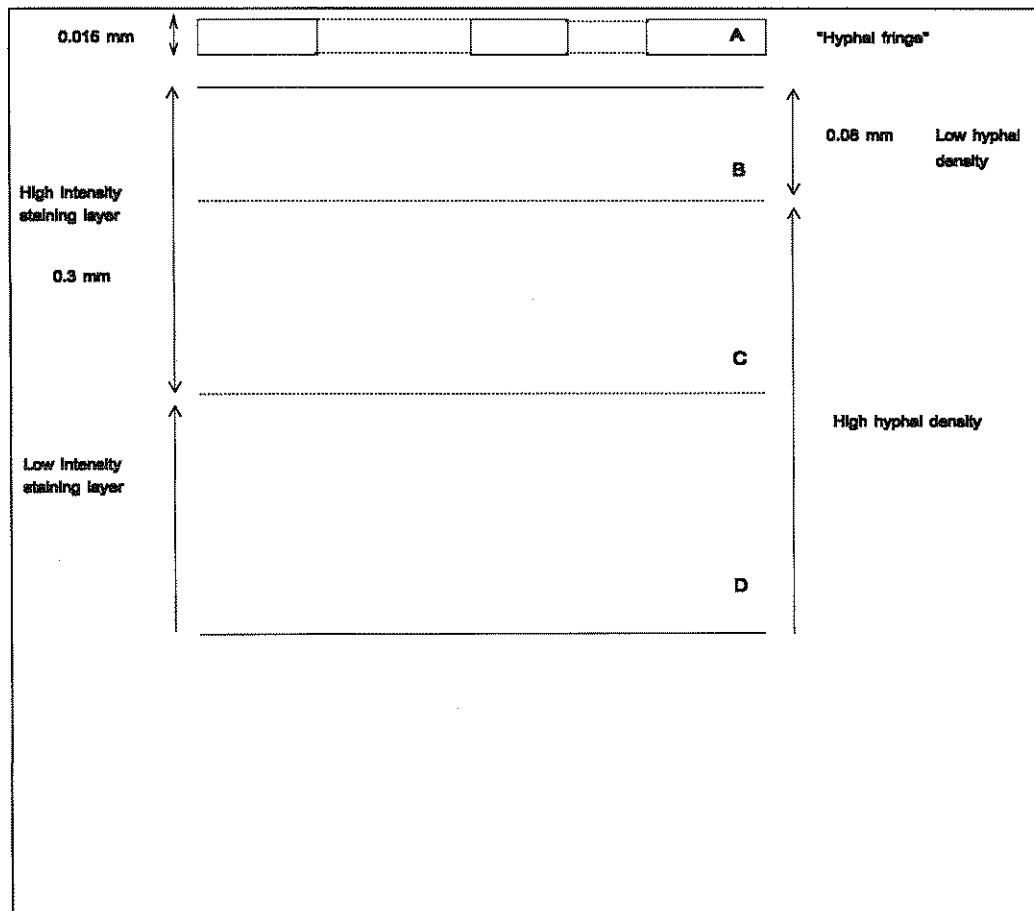 0.016 mm
A
"Hyphal fringe"
0.08 mm
Low hyphal
density
B
High Intensity
staining layer
0.3 mm
C
High hyphal density
Low Intensity
staining layer
D